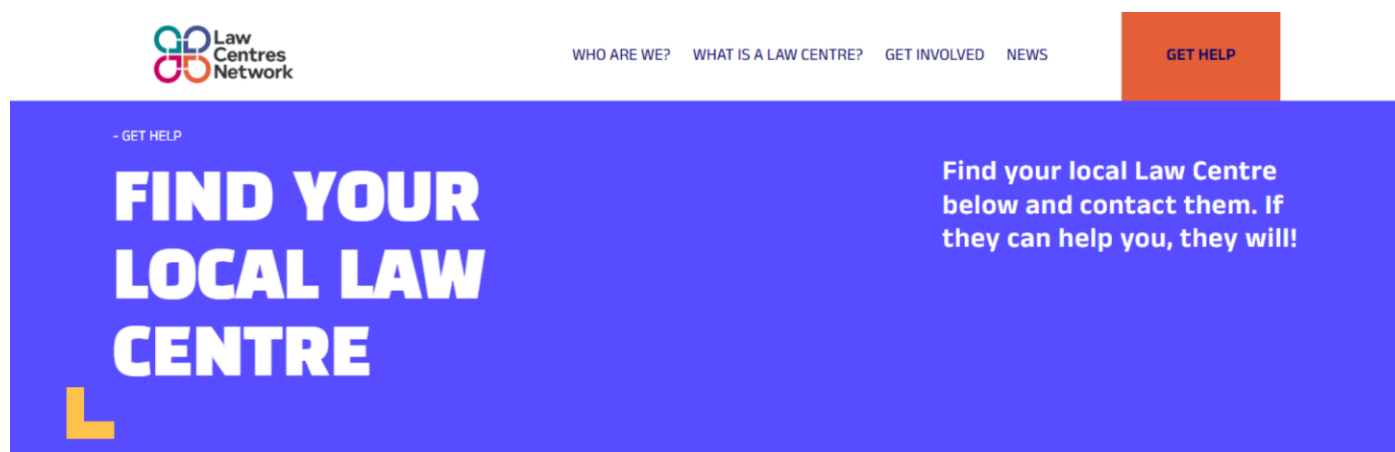 Law
Centres
Network
WHO ARE WE? WHAT IS A LAW CENTRE? GET INVOLVED NEWS GET HELP
- GET HELP
FIND YOUR
LOCAL LAW
CENTRE
Find your local Law Centre
below and contact them. If
they can help you, they will!